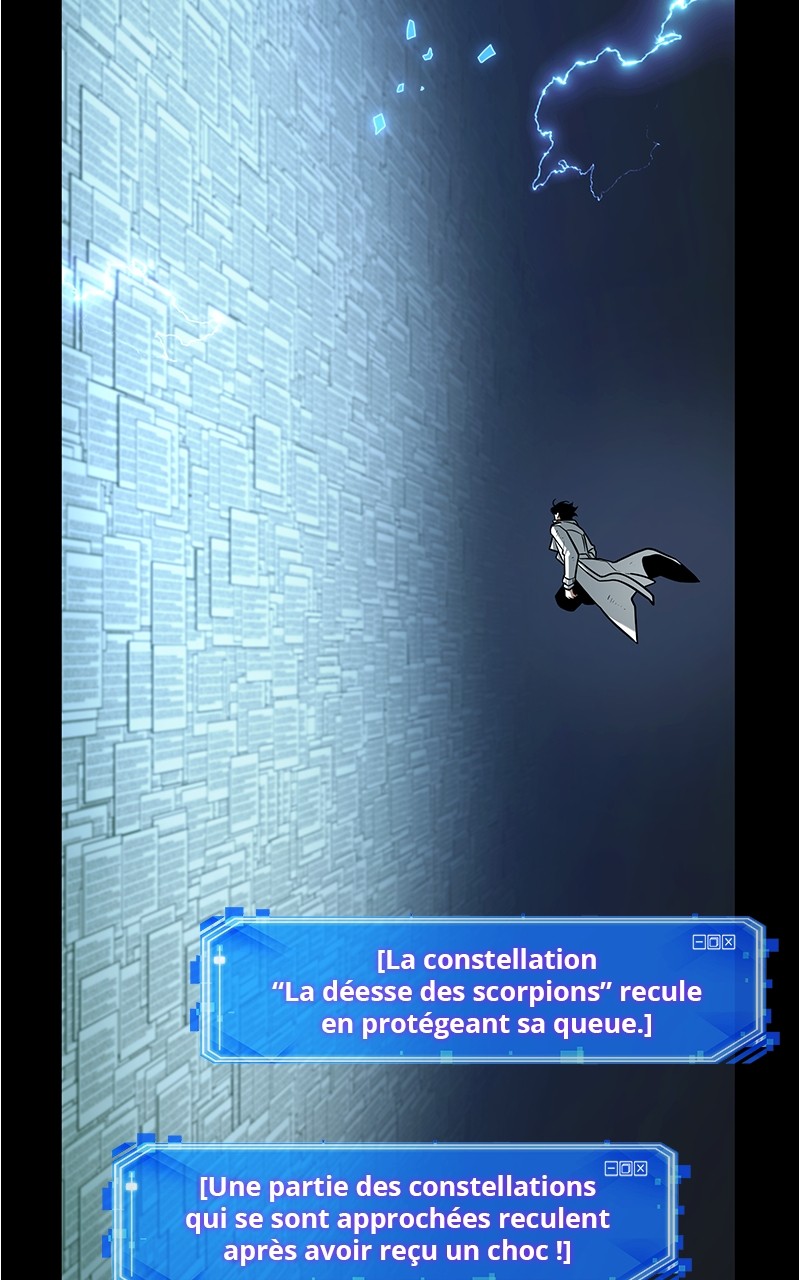 [La constellation
“La déesse des scorpions” recule
en protégeant sa queue.]
[Une partie des constellations
qui se sont approchées reculent
après avoir reçu un choc !]